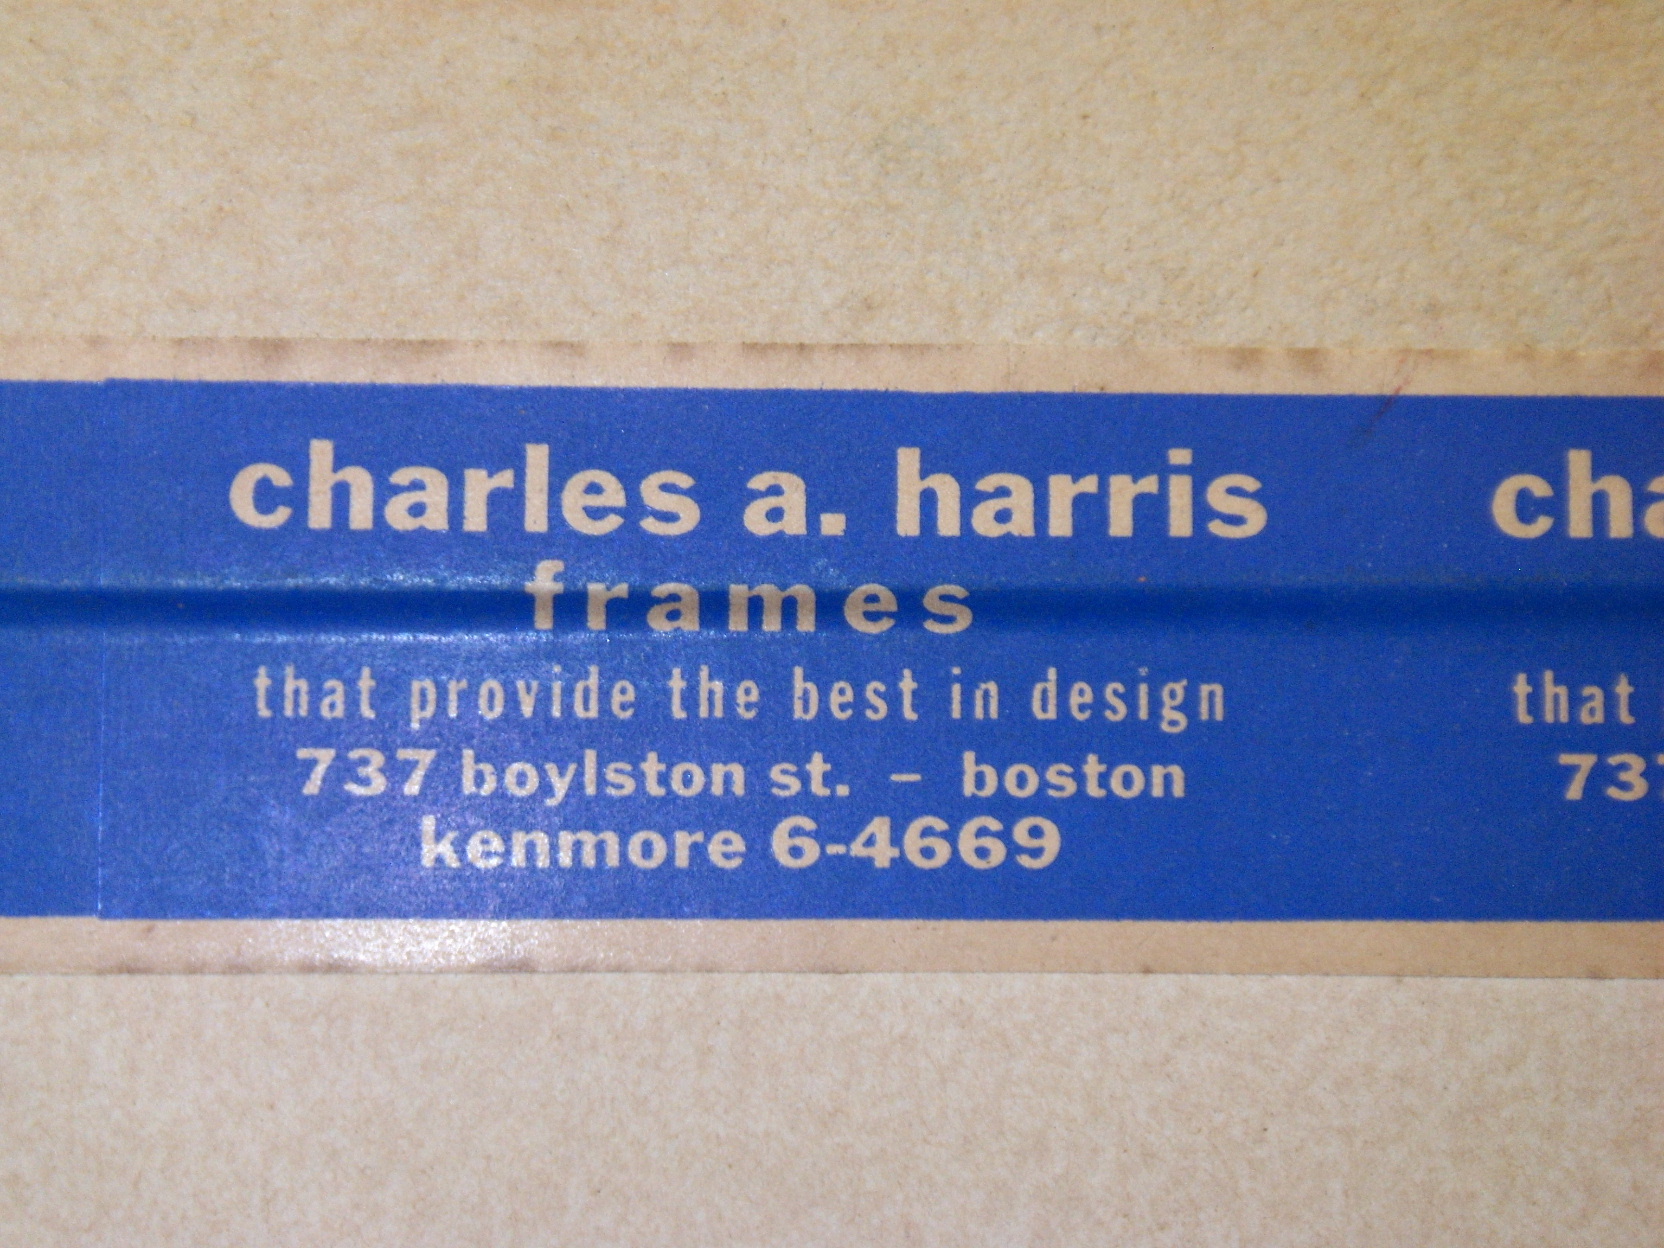 charles a. harris
frames
that provide the best in design
737 boylston st. – boston
kenmore 6-4669
cha
that
737